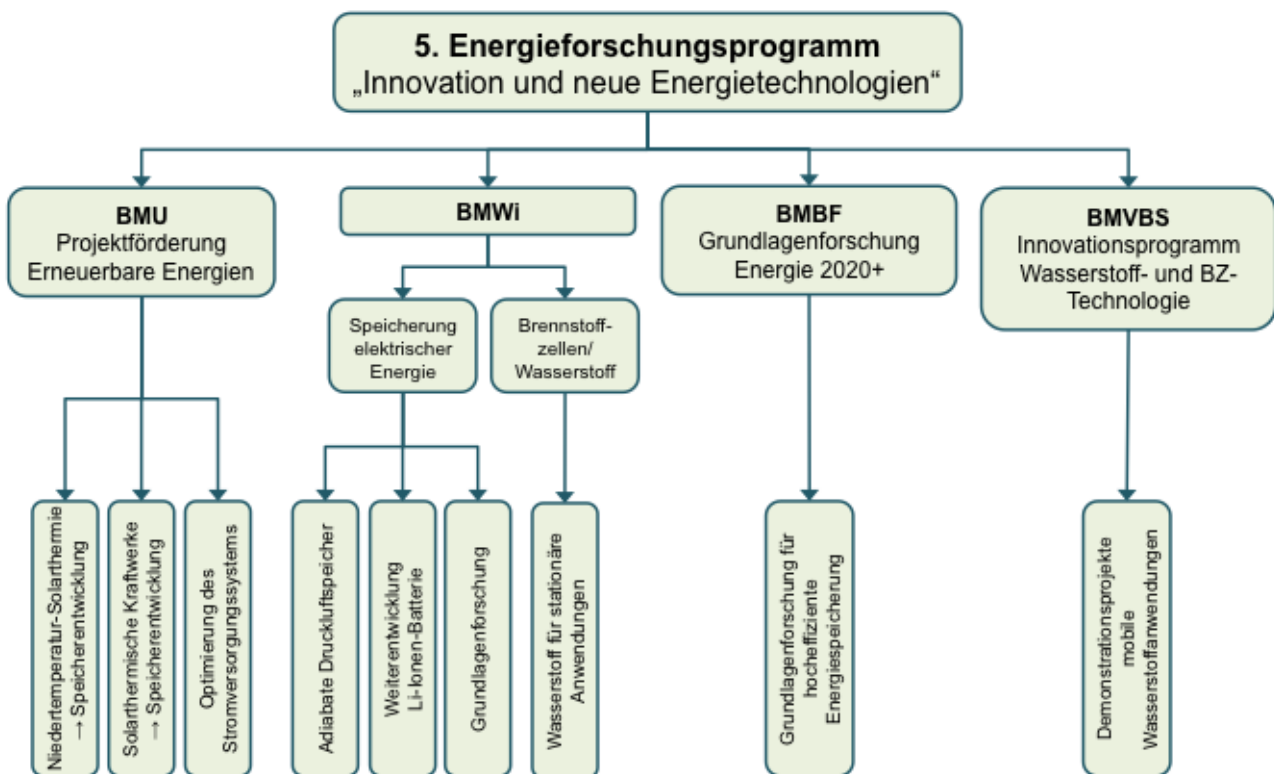 5. Energieforschungsprogramm
„Innovation und neue Energietechnologien“
BMU
Projektförderung
Erneuerbare Energien
BMWi
BMBF
Grundlagenforschung
Energie 2020+
BMVBS
Innovationsprogramm
Wasserstoff- und BZ-
Technologie
Speicherung
elektrischer
Energie
Brennstoff-
zellen/
Wasserstoff
Niedertemperatur-Solarthermie
→ Speicherentwicklung
Solarthermische Kraftwerke
→ Speicherentwicklung
Optimierung des
Stromversorgungssystems
Adiabate Druckluftspeicher
Weiterentwicklung
Li-Ionen-Batterie
Grundlagenforschung
Wasserstoff für stationäre
Anwendungen
Grundlagenforschung für
hocheffiziente
Energiespeicherung
Demonstrationsprojekte
mobile
Wasserstoffanwendungen